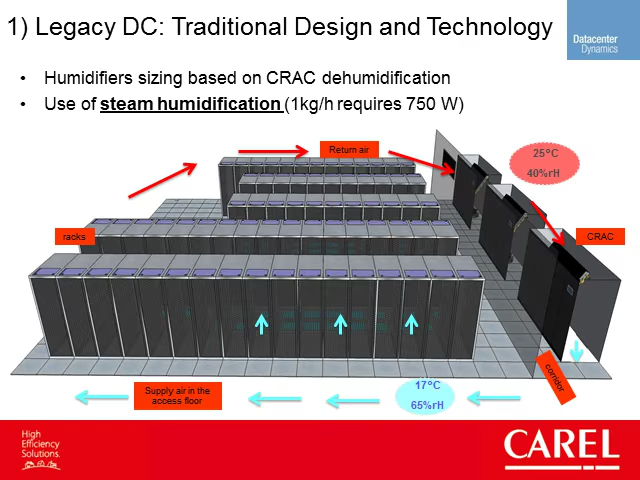 1) Legacy DC: Traditional Design and Technology
Datacenter
Dynamics
• Humidifiers sizing based on CRAC dehumidification
• Use of steam humidification (1kg/h requires 750 W)
Return air
25°C
40%rH
racks
CRAC
corridor
17°C
65%rH
Supply air in the
access floor
High
Efficiency
Solutions.
CAREL